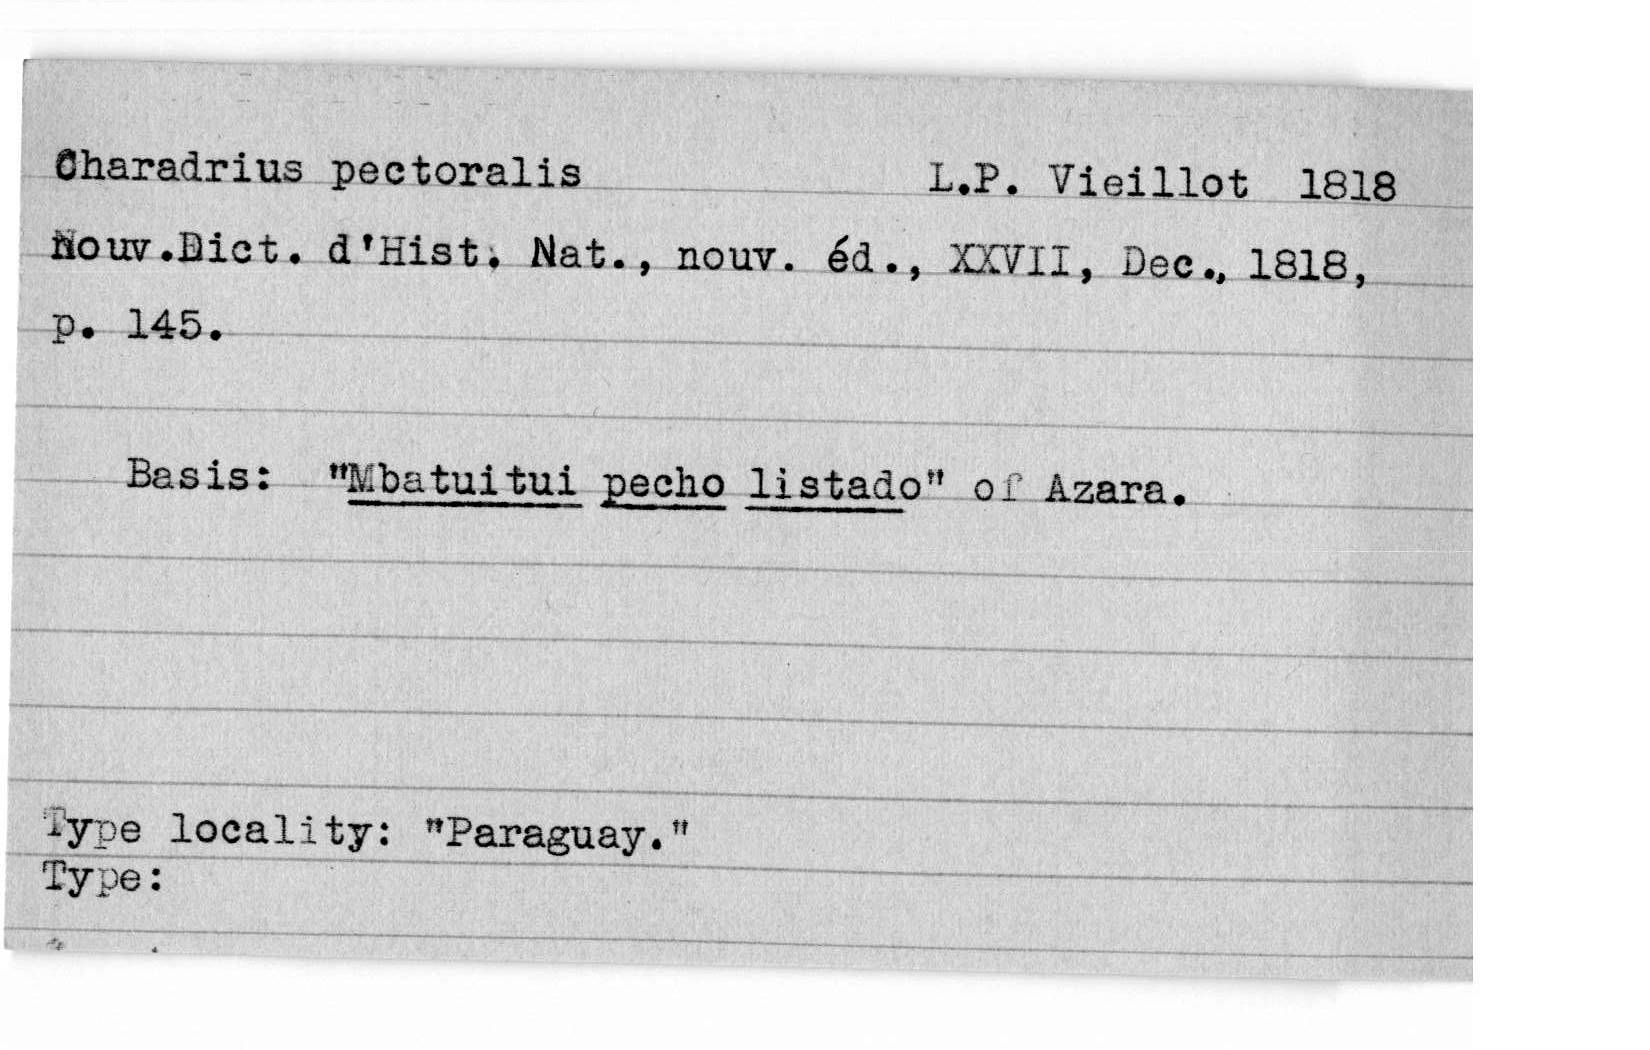 Charadrius pectoralis L.P. Vieillot 1818
Nouv.Dict. d'Hist. Nat., nouv. éd., XXVII, Dec., 1818,
p. 145.
Basis: "Mbatuitui pecho listado" of Azara.
Type locality: "Paraguay."
Type: